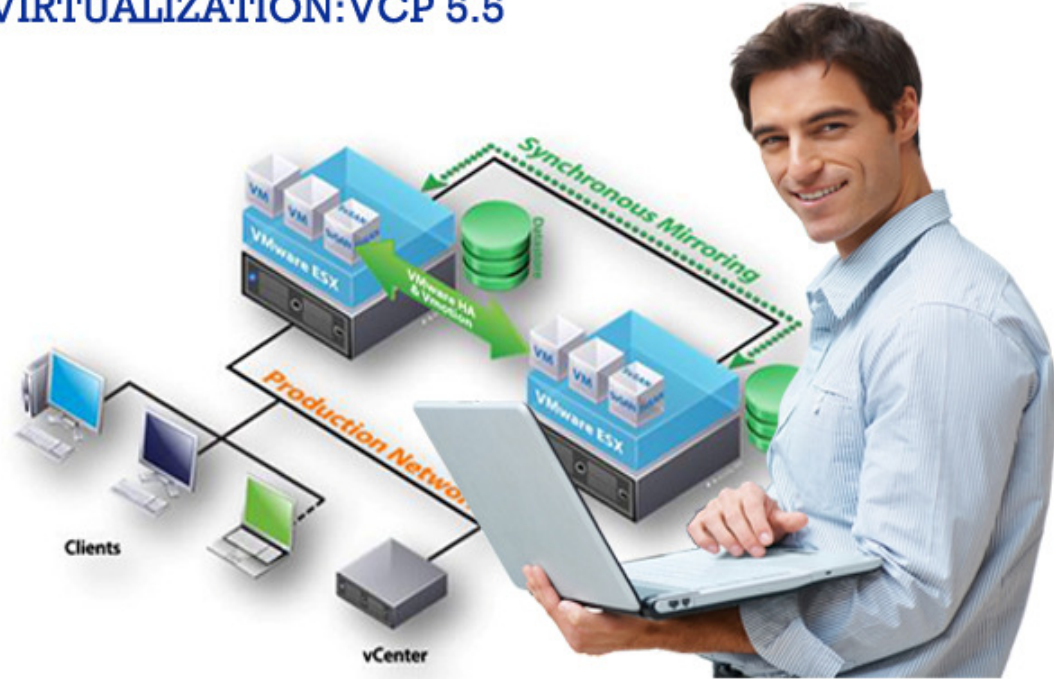 VIRTUALIZATION:VCP 5.5
Synchronous Mirroring
VM
VM
VMware ESX
Datastore
VMware HA
& Vmotion
VM
VM
VMware ESX
Production Network
Clients
vCenter